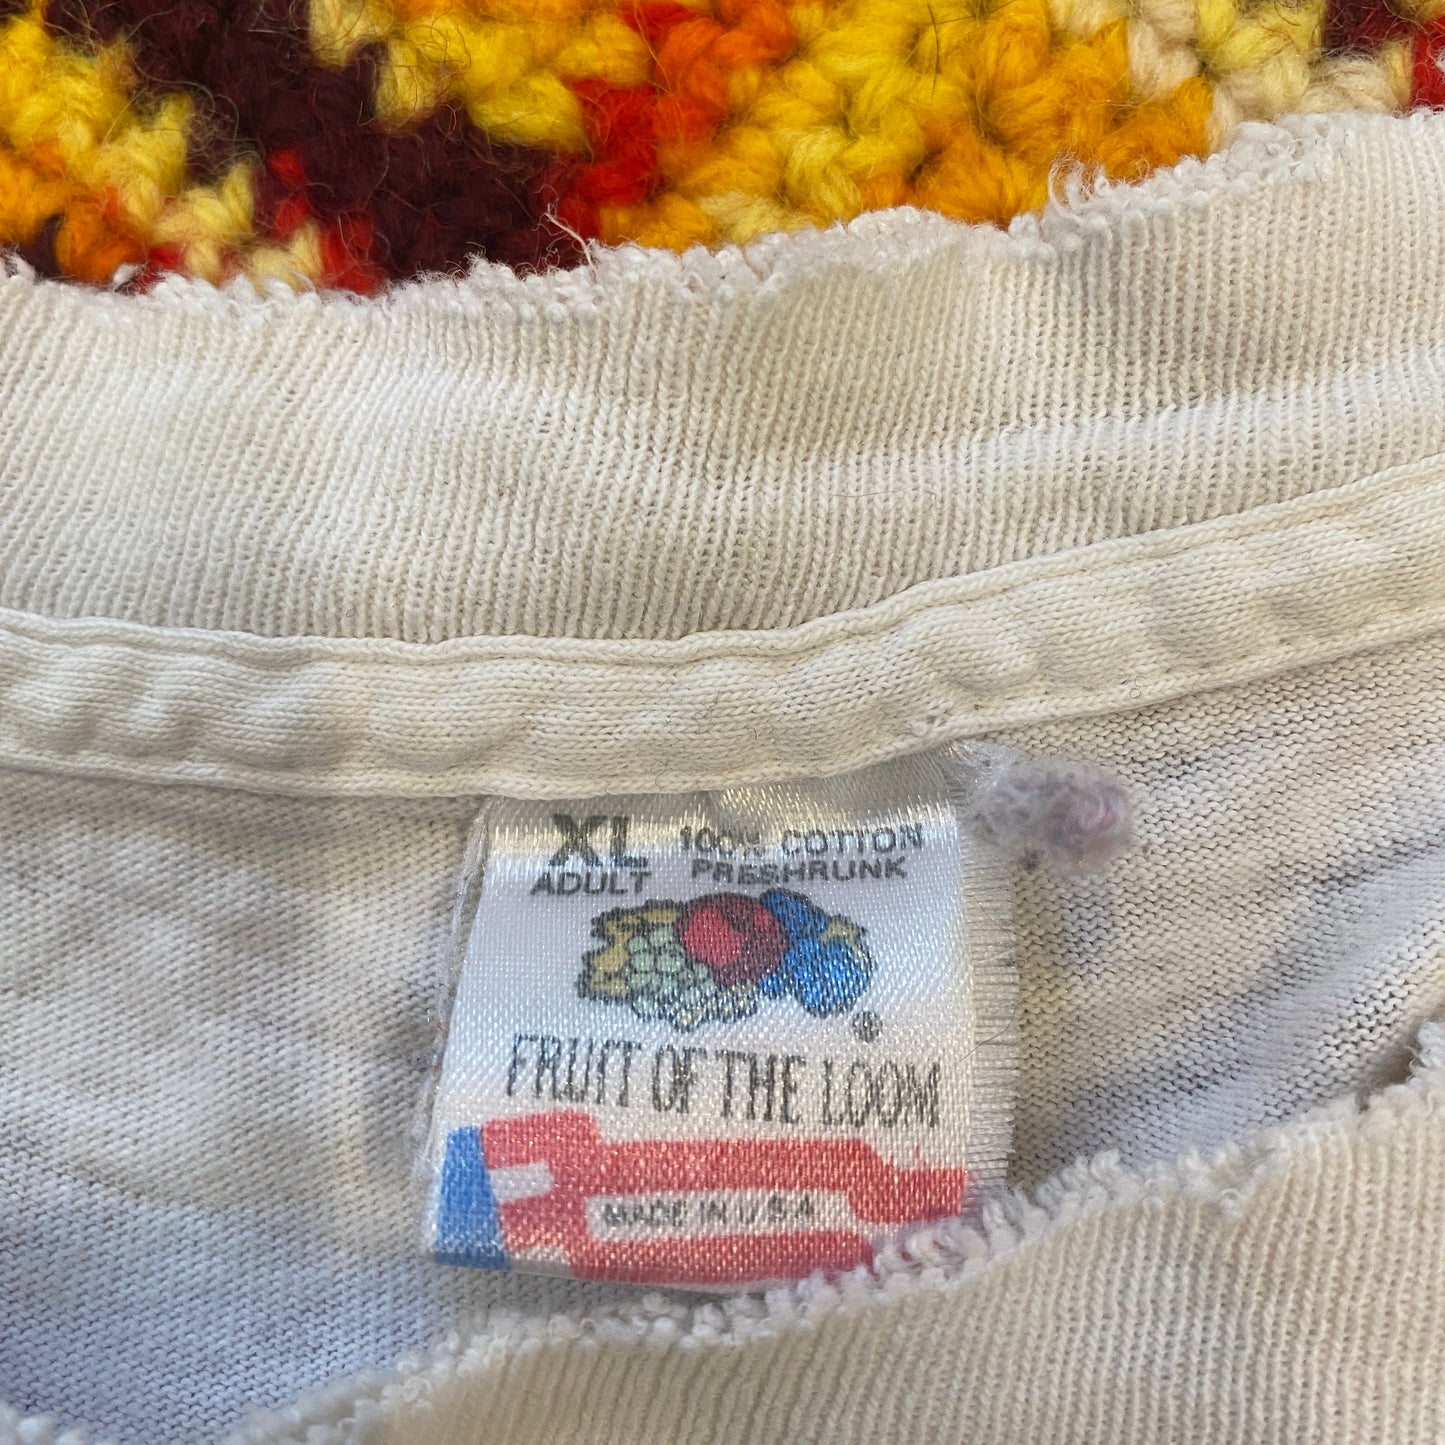 XL 100% COTTON
ADULT PRESHRUNK
®
FRUIT OF THE LOOM
MADE IN U.S.A